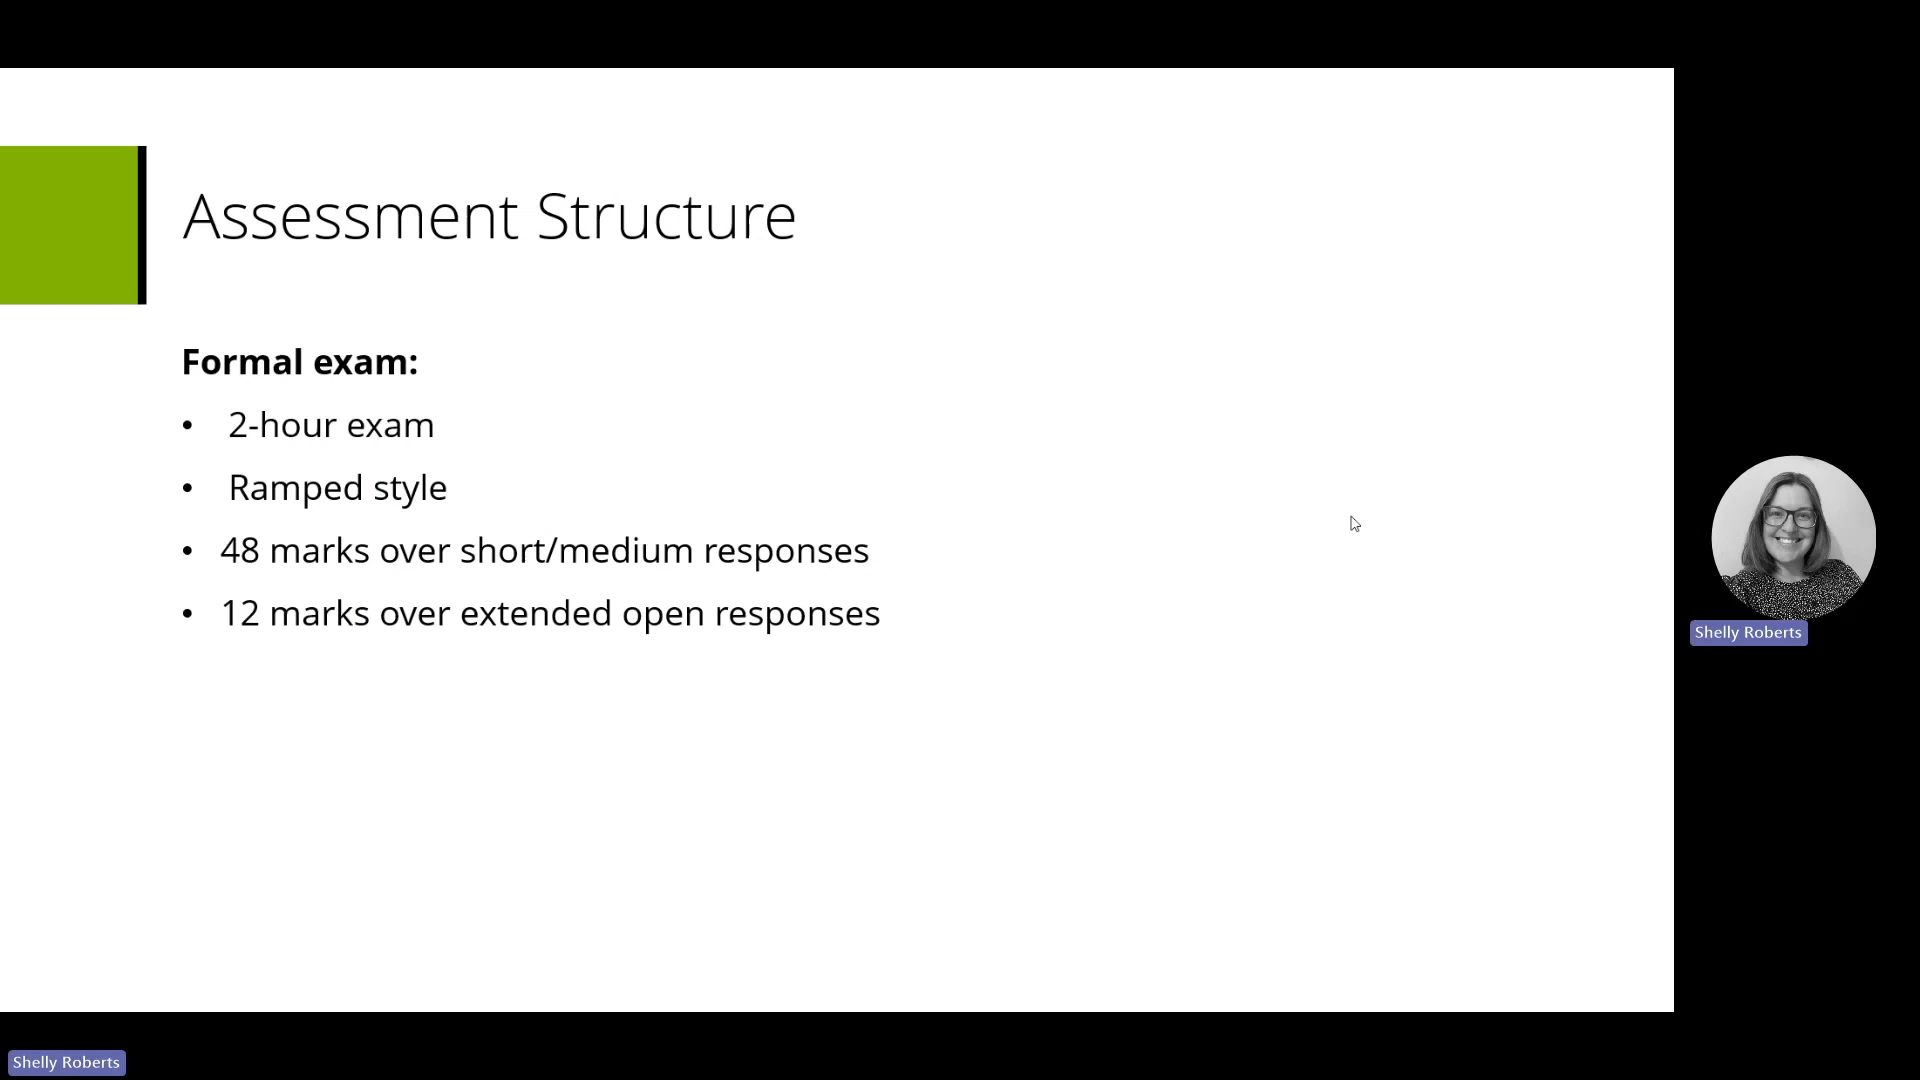 Assessment Structure
Formal exam:
• 2-hour exam
• Ramped style
• 48 marks over short/medium responses
• 12 marks over extended open responses
Shelly Roberts
Shelly Roberts